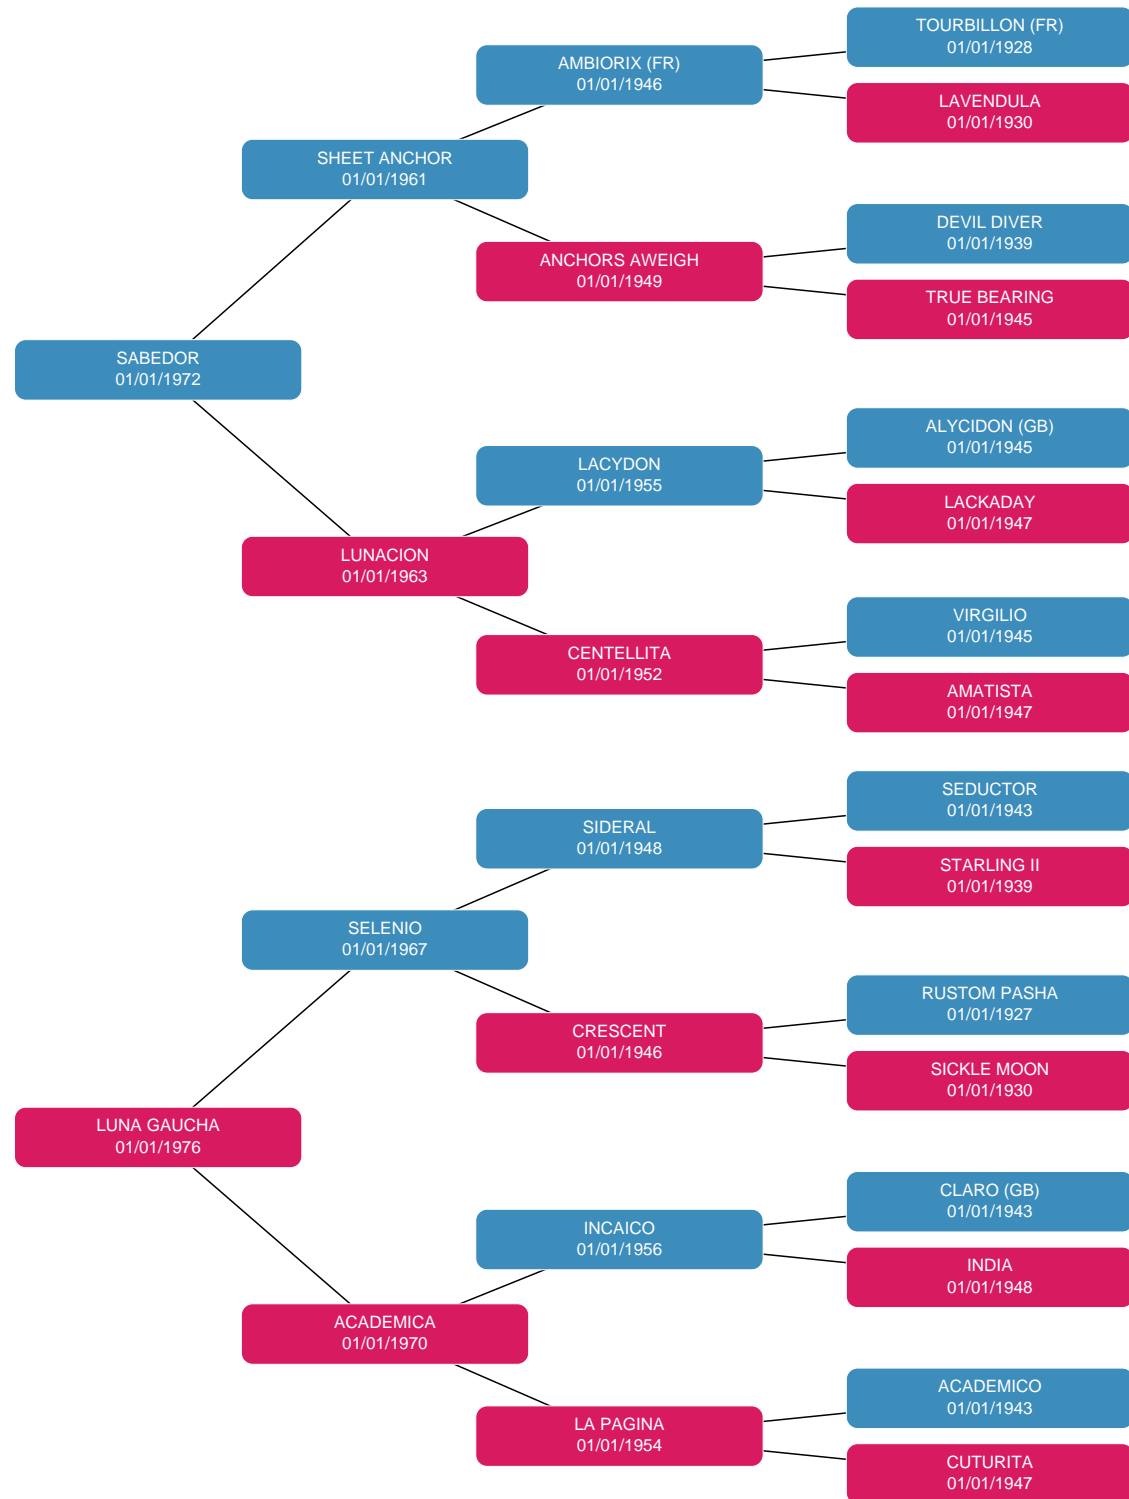 TOURBILLON (FR)
01/01/1928
AMBIORIX (FR)
01/01/1946
LAVENDULA
01/01/1930
SHEET ANCHOR
01/01/1961
DEVIL DIVER
01/01/1939
ANCHORS AWEIGH
01/01/1949
TRUE BEARING
01/01/1945
SABEDOR
01/01/1972
ALYCIDON (GB)
01/01/1945
LACYDON
01/01/1955
LACKADAY
01/01/1947
LUNACION
01/01/1963
VIRGILIO
01/01/1945
CENTELLITA
01/01/1952
AMATISTA
01/01/1947
SEDUCTOR
01/01/1943
SIDERAL
01/01/1948
STARLING II
01/01/1939
SELENIO
01/01/1967
RUSTOM PASHA
01/01/1927
CRESCENT
01/01/1946
SICKLE MOON
01/01/1930
LUNA GAUCHA
01/01/1976
CLARO (GB)
01/01/1943
INCAICO
01/01/1956
INDIA
01/01/1948
ACADEMICA
01/01/1970
ACADEMICO
01/01/1943
LA PAGINA
01/01/1954
CUTURITA
01/01/1947